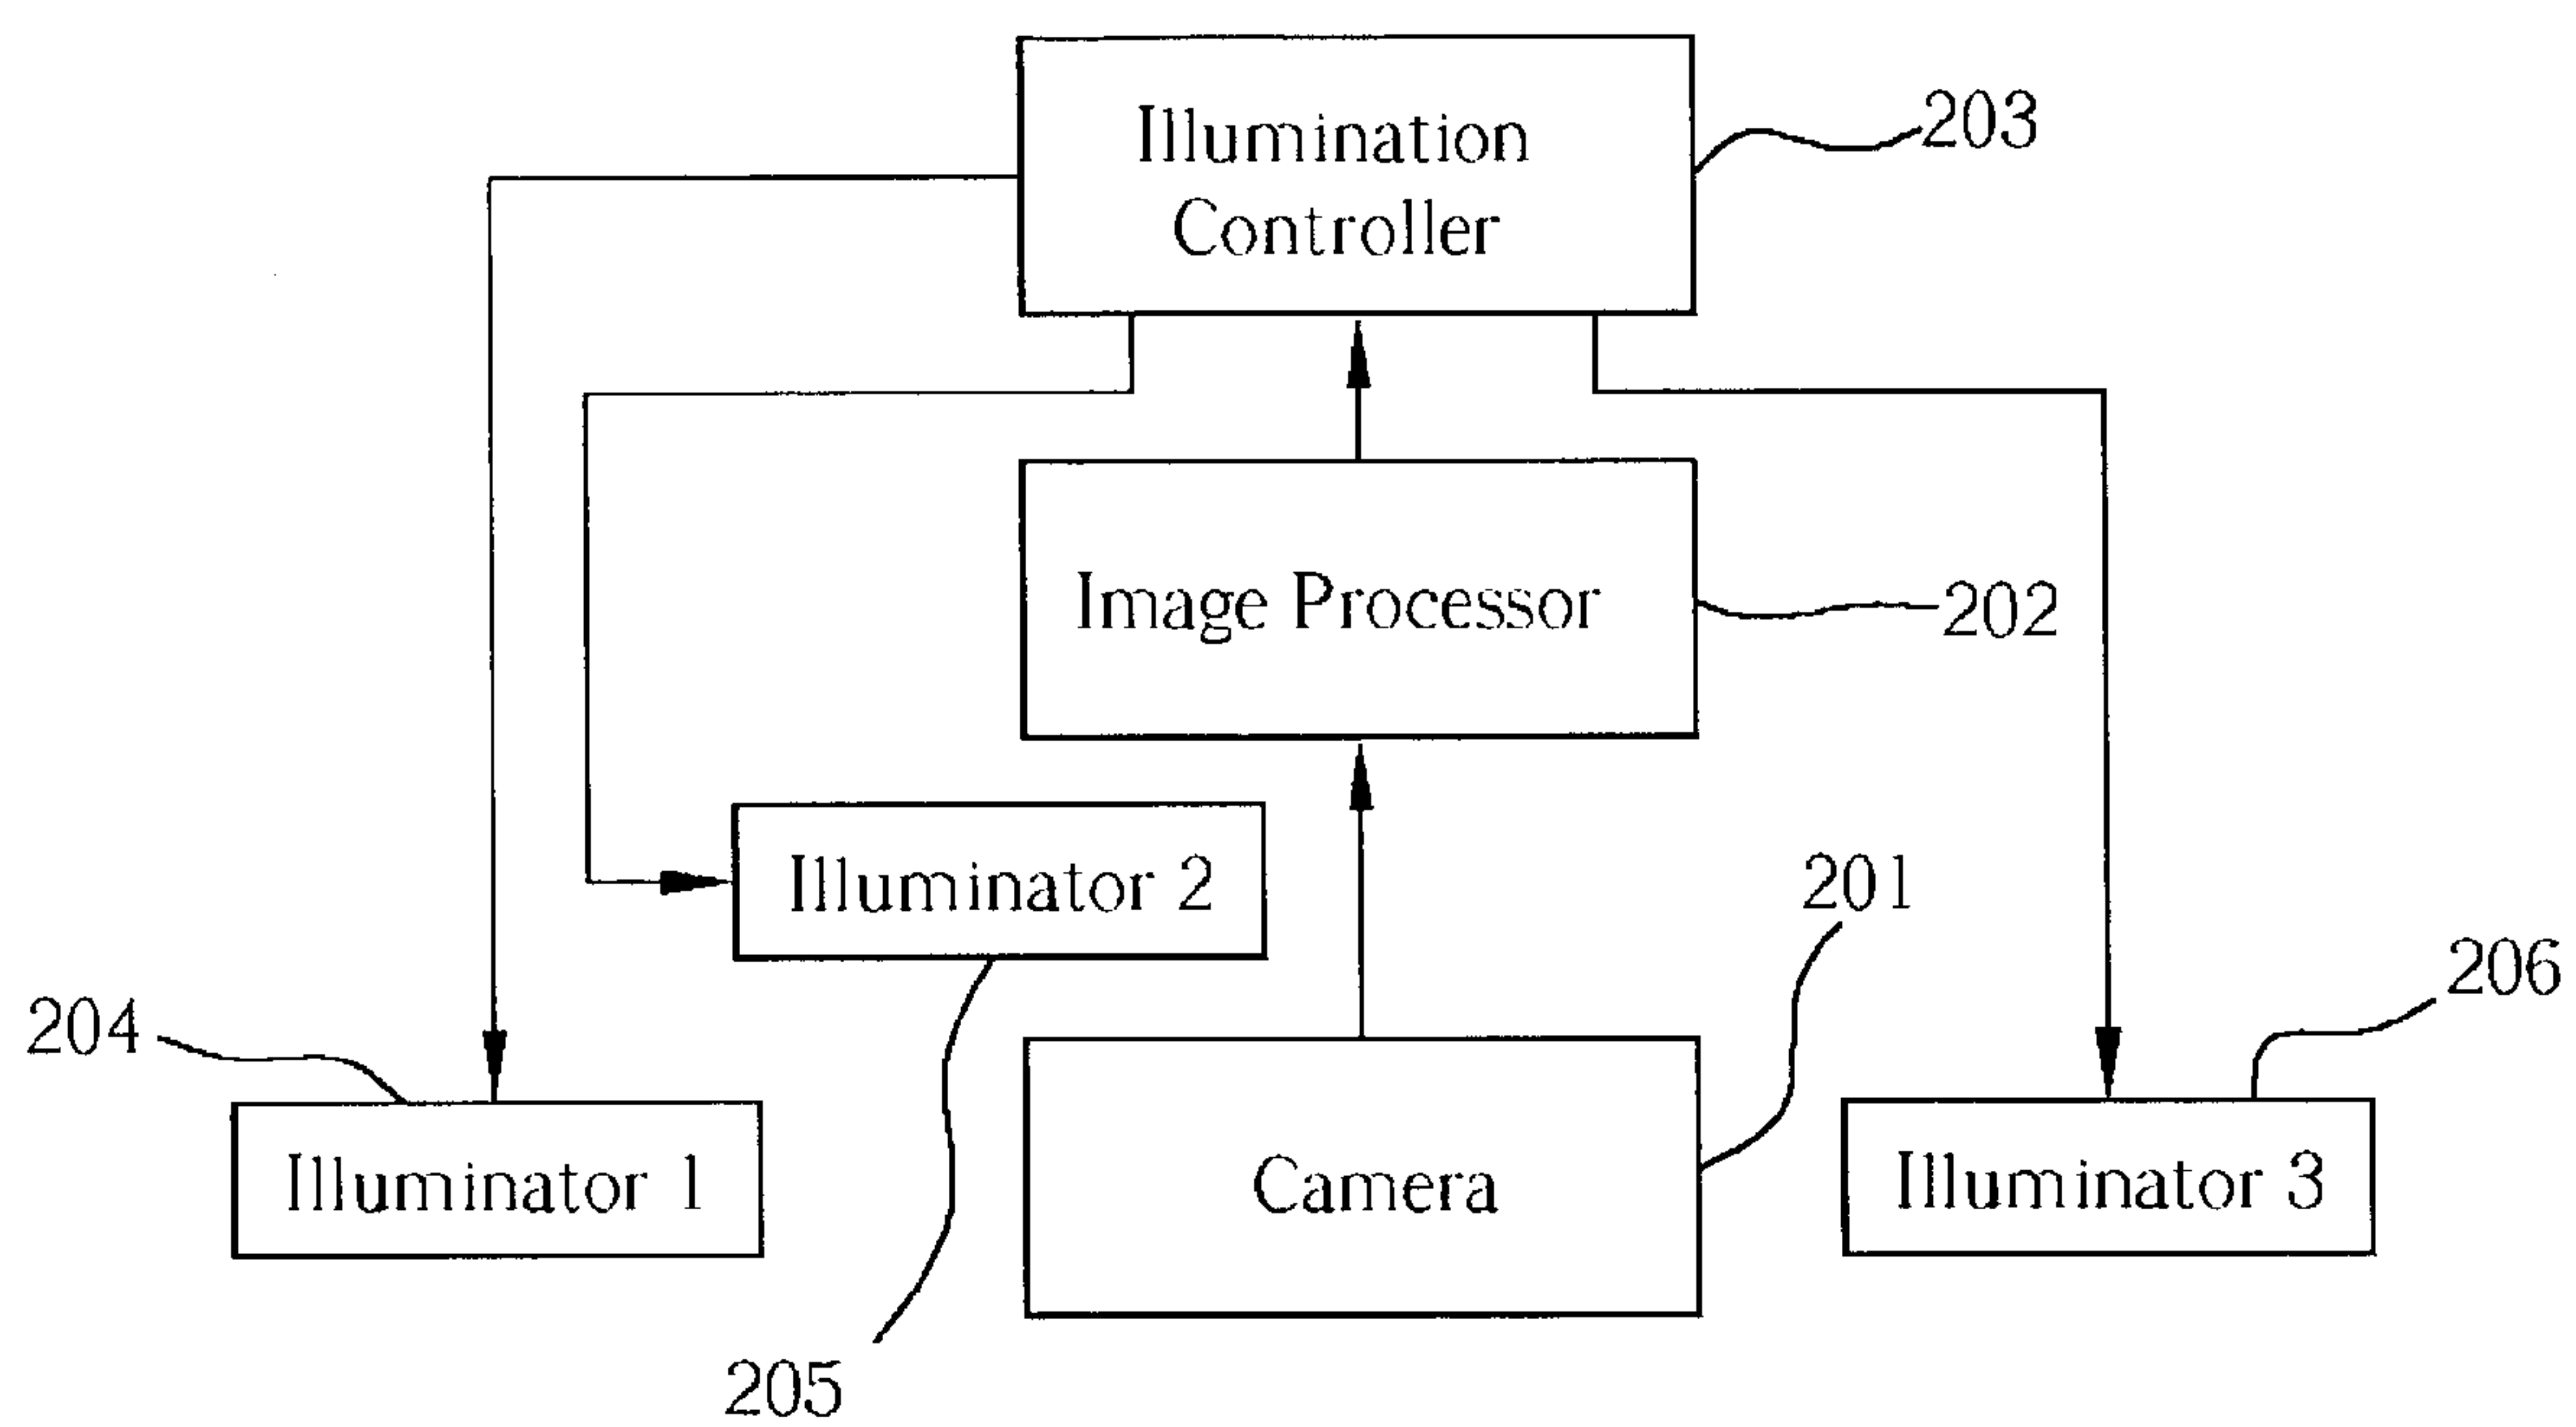 Illumination
Controller
203
Image Processor
202
Illuminator 2
201
206
204
Illuminator 1
Camera
Illuminator 3
205